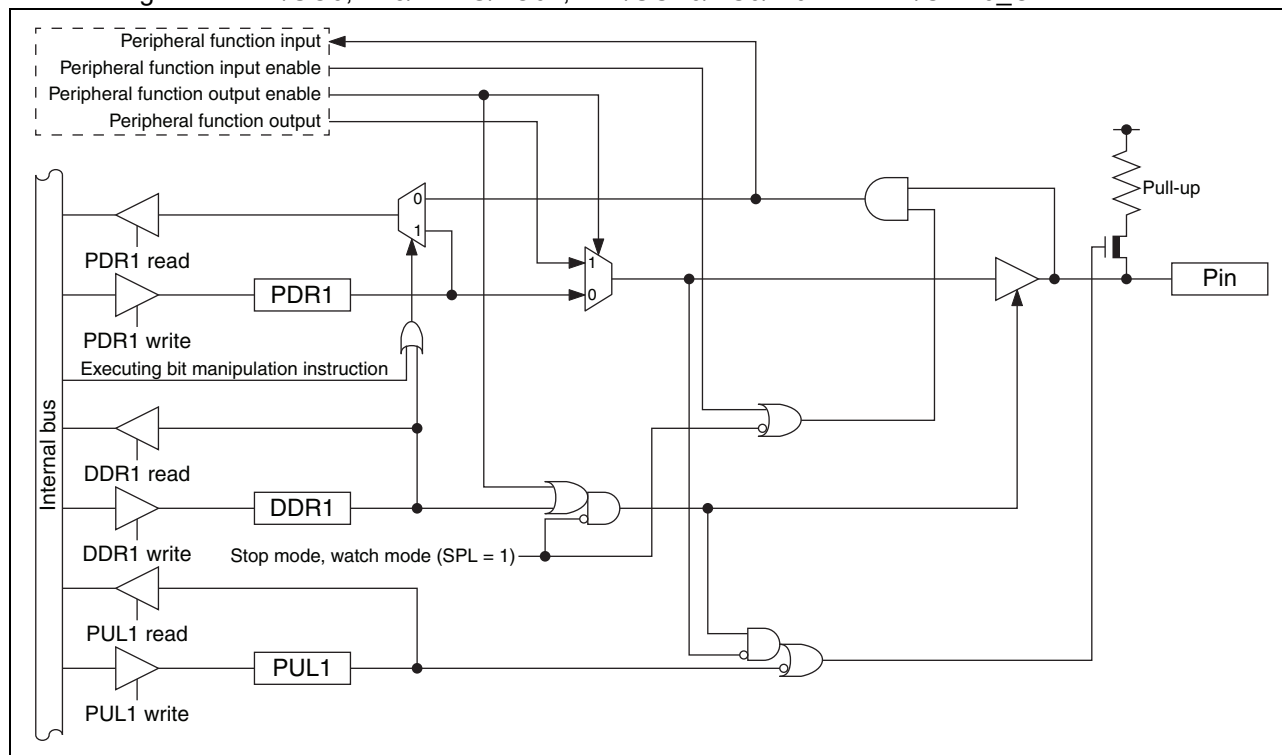 Peripheral function input
Peripheral function input enable
Peripheral function output enable
Peripheral function output
Pull-up
0
1
PDR1 read
1
PDR1
0
Pin
PDR1 write
Executing bit manipulation instruction
Internal bus
DDR1 read
DDR1
DDR1 write
Stop mode, watch mode (SPL = 1)
PUL1 read
PUL1
PUL1 write